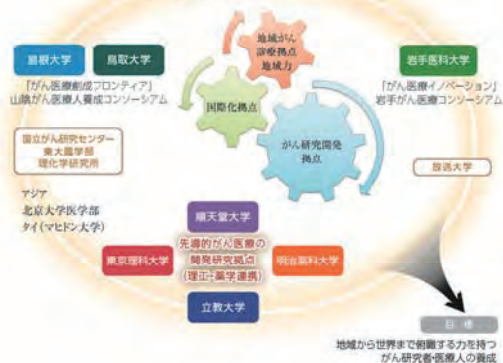 島根大学
鳥取大学
「がん医療創成フロンティア」
山陰がん医療人養成コンソーシアム
地域がん
診療拠点
地域力
国際化拠点
がん研究開発
拠点
岩手医科大学
「がん医療イノベーション」
岩手がん医療コンソーシアム
国立がん研究センター
東大医学部
理化学研究所
アジア
北京大学医学部
タイ(マヒドン大学)
放送大学
順天堂大学
先導的がん医療の
開発研究拠点
(理工・薬学連携)
東京理科大学
明治薬科大学
立教大学
目 標
地域から世界まで俯瞰する力を持つ
がん研究者・医療人の養成